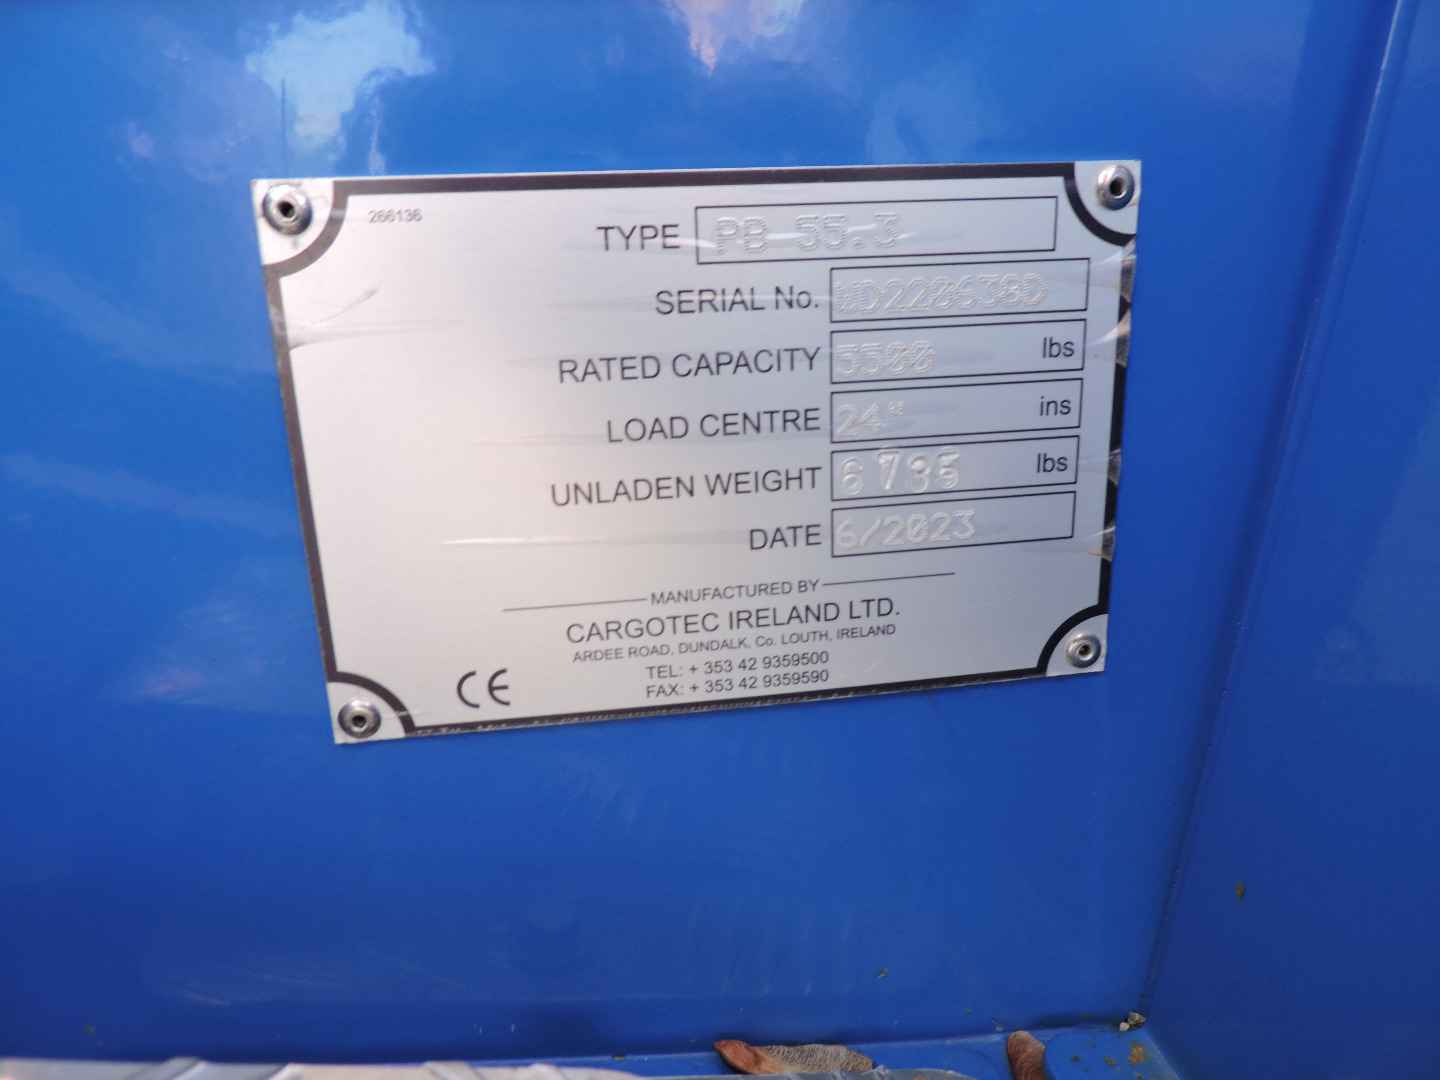 266136
TYPE PB 55.3
SERIAL No.
RATED CAPACITY 5500 lbs
LOAD CENTRE 24" ins
UNLADEN WEIGHT 6735 lbs
DATE 6/2023
MANUFACTURED BY
CARGOTEC IRELAND LTD.
ARDEE ROAD, DUNDALK, Co. LOUTH, IRELAND
TEL: + 353 42 9359500
FAX: + 353 42 9359590
CE